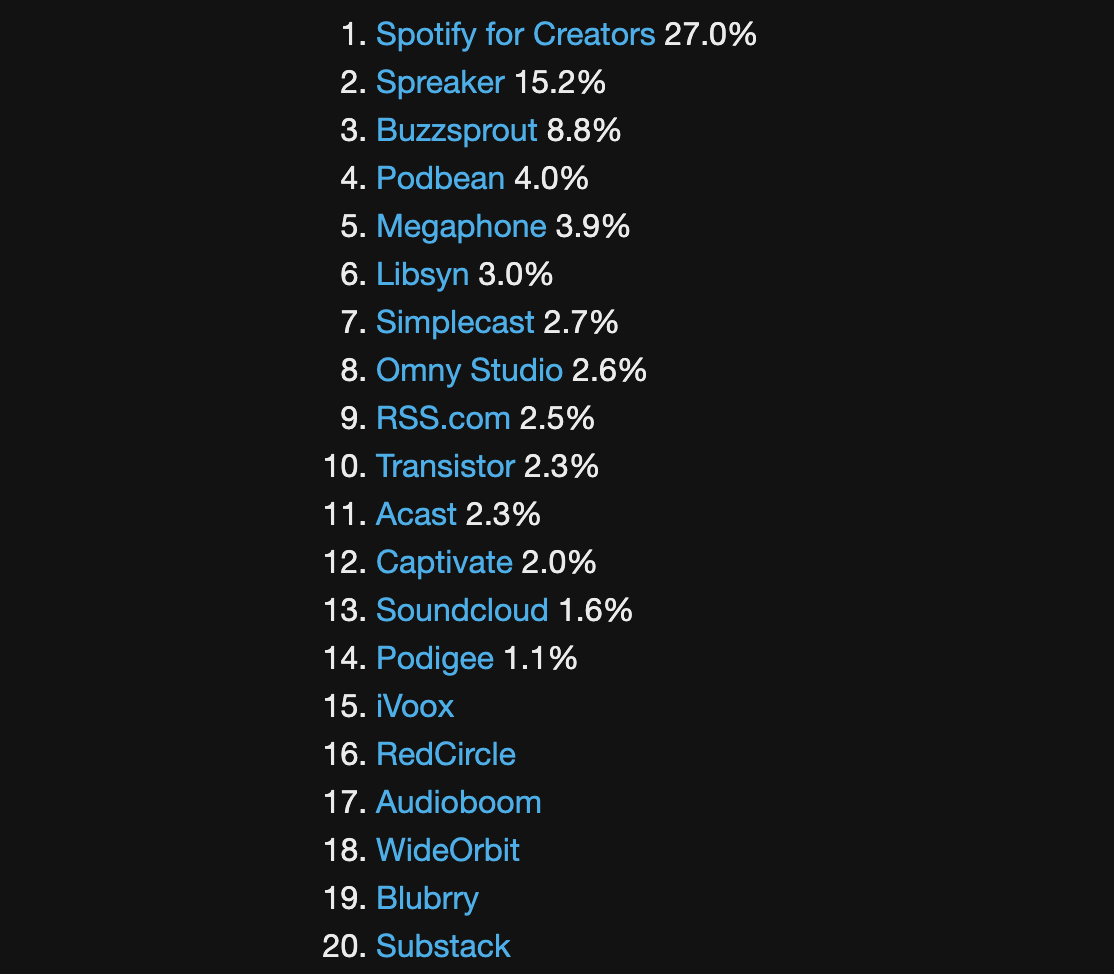 1. Spotify for Creators 27.0%
2. Spreaker 15.2%
3. Buzzsprout 8.8%
4. Podbean 4.0%
5. Megaphone 3.9%
6. Libsyn 3.0%
7. Simplecast 2.7%
8. Omny Studio 2.6%
9. RSS.com 2.5%
10. Transistor 2.3%
11. Acast 2.3%
12. Captivate 2.0%
13. Soundcloud 1.6%
14. Podigee 1.1%
15. iVoox
16. RedCircle
17. Audioboom
18. WideOrbit
19. Blubrry
20. Substack